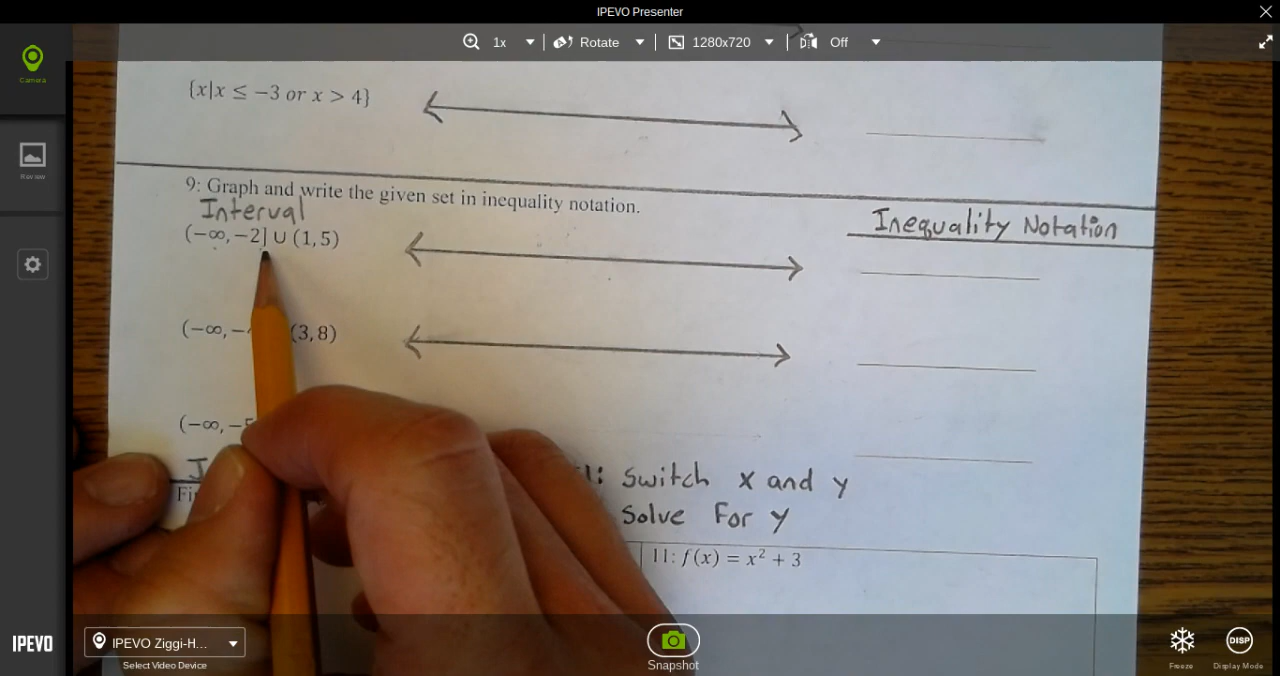 IPEVO Presenter
1x Rotate 1280x720 Off
Camera
{x|x ≤ −3 or x > 4}
Review
9: Graph and write the given set in inequality notation.
Interval
Inequality Notation
(−∞, −2] ∪ (1, 5)
(−∞, − (3, 8)
(−∞, −5
1: Switch x and y
Solve For y
11: f(x) = x² + 3
IPEVO
IPEVO Ziggi-H...
Select Video Device
Snapshot
Freeze
DISP
Display Mode